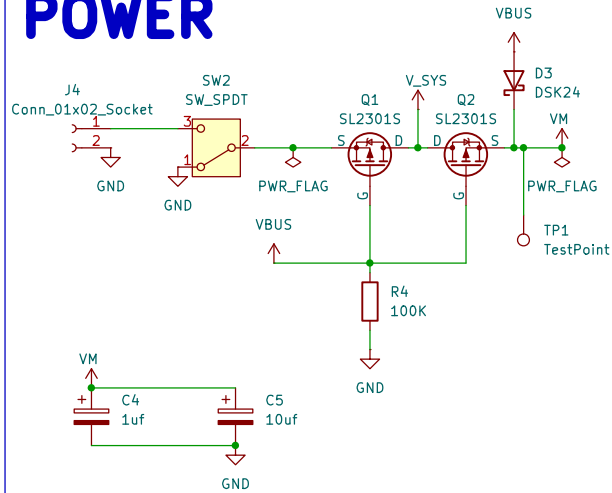 POWER
VBUS
J4
Conn_01x02_Socket
SW2
SW_SPDT
Q1
SL2301S
V_SYS
Q2
SL2301S
D3
DSK24
VM
1
2
GND
3
2
1
GND
PWR_FLAG
S
D
G
D
S
G
PWR_FLAG
VBUS
TP1
TestPoint
R4
100K
GND
VM
+
C4
1uf
+
C5
10uf
GND